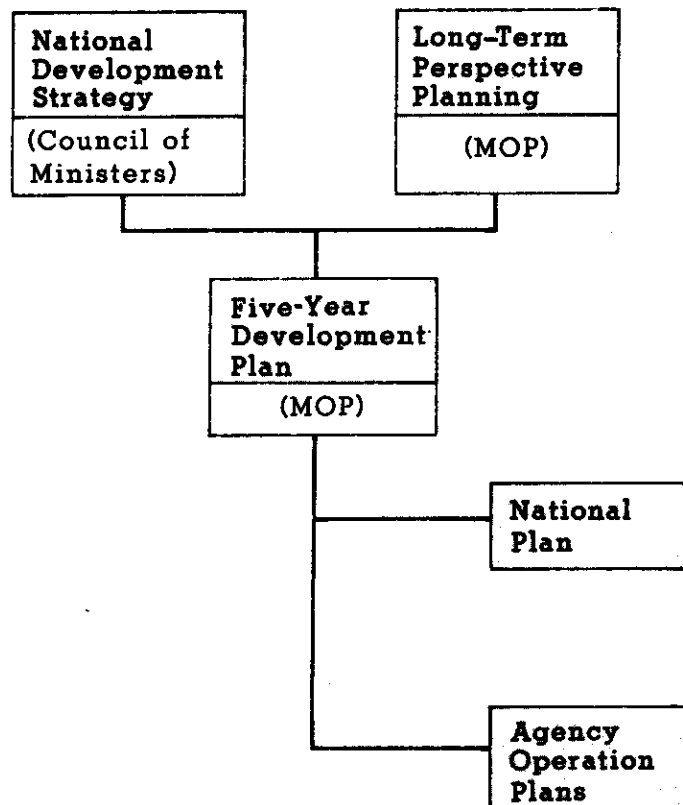 National
Development
Strategy
(Council of
Ministers)
Long-Term
Perspective
Planning
(MOP)
Five-Year
Development
Plan
(MOP)
National
Plan
Agency
Operation
Plans